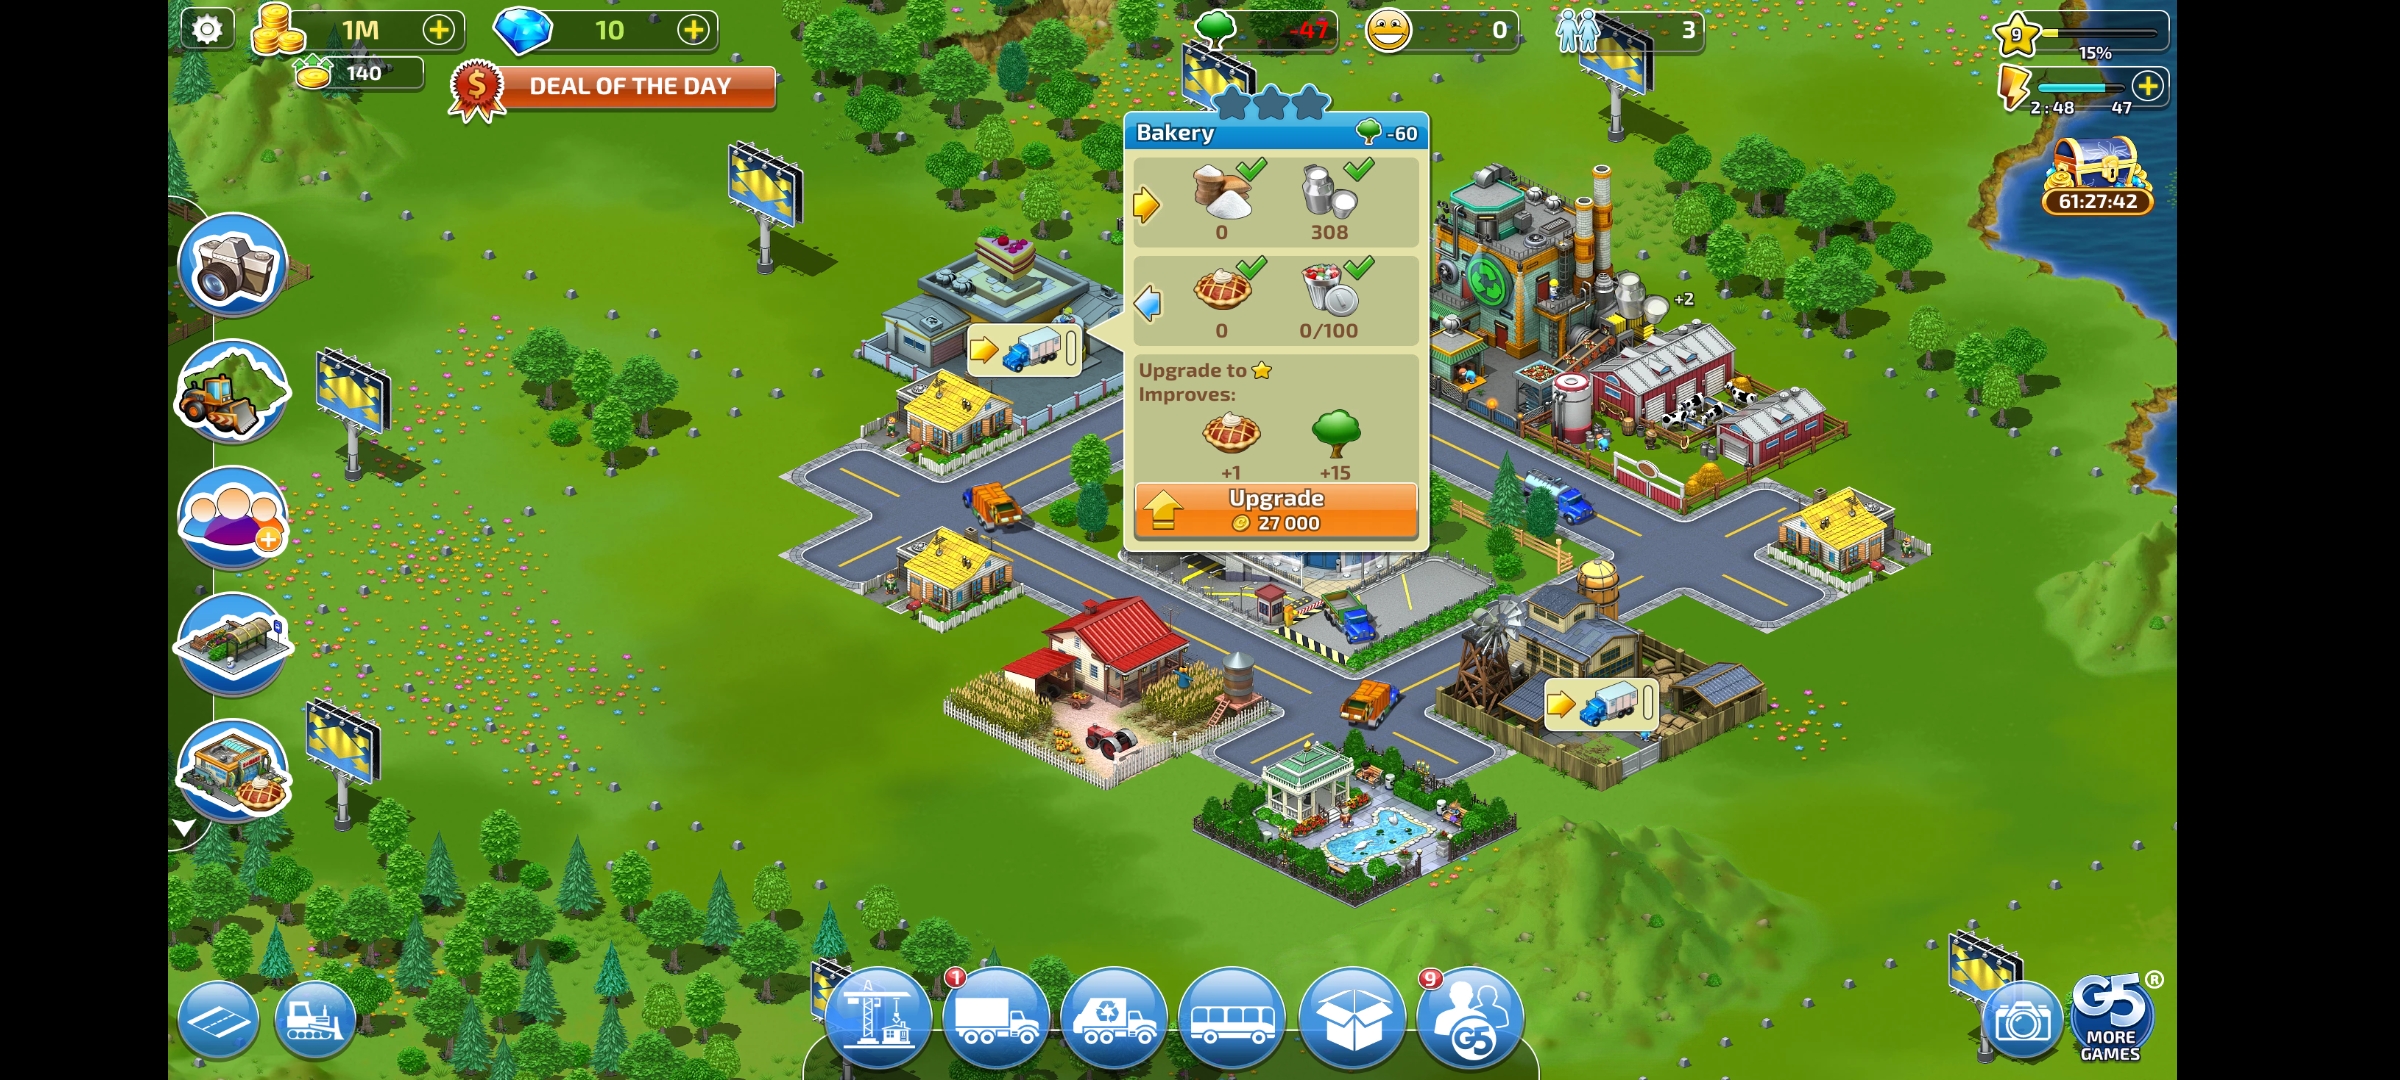 1M
10
-47
0
3
9
15%
140
DEAL OF THE DAY
2:48
47
61:27:42
Bakery
-60
0
308
0
0/100
Upgrade to
Improves:
+1
+15
Upgrade
27 000
+2
1
9
G5
G5
®
MORE
GAMES